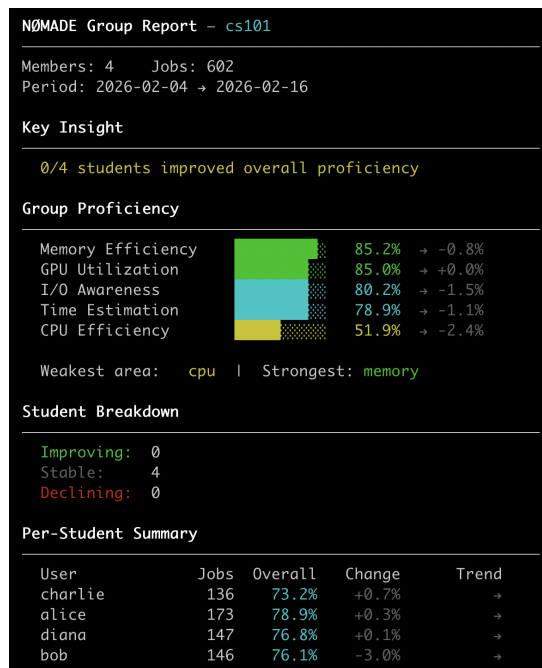 NØMADE Group Report — cs101
Members: 4    Jobs: 602
Period: 2026-02-04 → 2026-02-16
Key Insight
0/4 students improved overall proficiency
Group Proficiency
Memory Efficiency 85.2% → -0.8%
GPU Utilization 85.0% → +0.0%
I/O Awareness 80.2% → -1.5%
Time Estimation 78.9% → -1.1%
CPU Efficiency 51.9% → -2.4%
Weakest area: cpu | Strongest: memory
Student Breakdown
Improving: 0
Stable: 4
Declining: 0
Per-Student Summary
User Jobs Overall Change Trend
charlie 136 73.2% +0.7% →
alice 173 78.9% +0.3% →
diana 147 76.8% +0.1% →
bob 146 76.1% -3.0% →